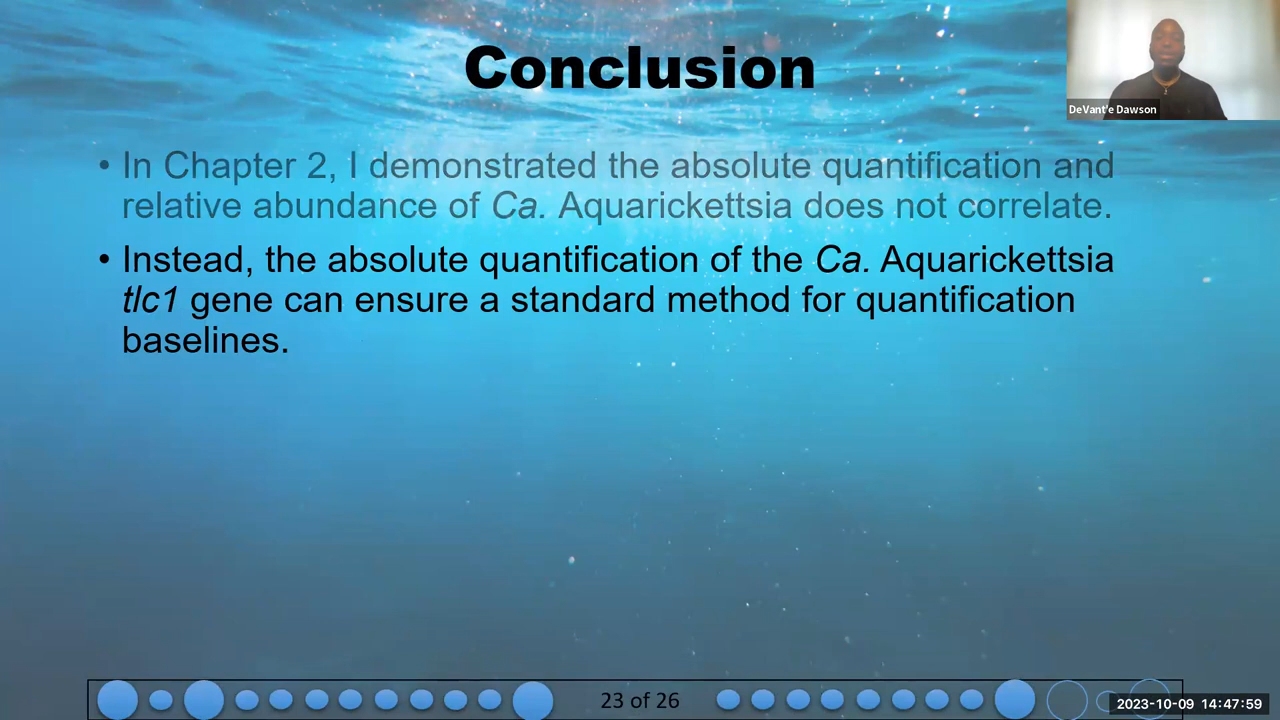 Conclusion
DeVant'e Dawson
• In Chapter 2, I demonstrated the absolute quantification and
relative abundance of Ca. Aquarickettsia does not correlate.
• Instead, the absolute quantification of the Ca. Aquarickettsia
tlc1 gene can ensure a standard method for quantification
baselines.
23 of 26
2023-10-09 14:47:59